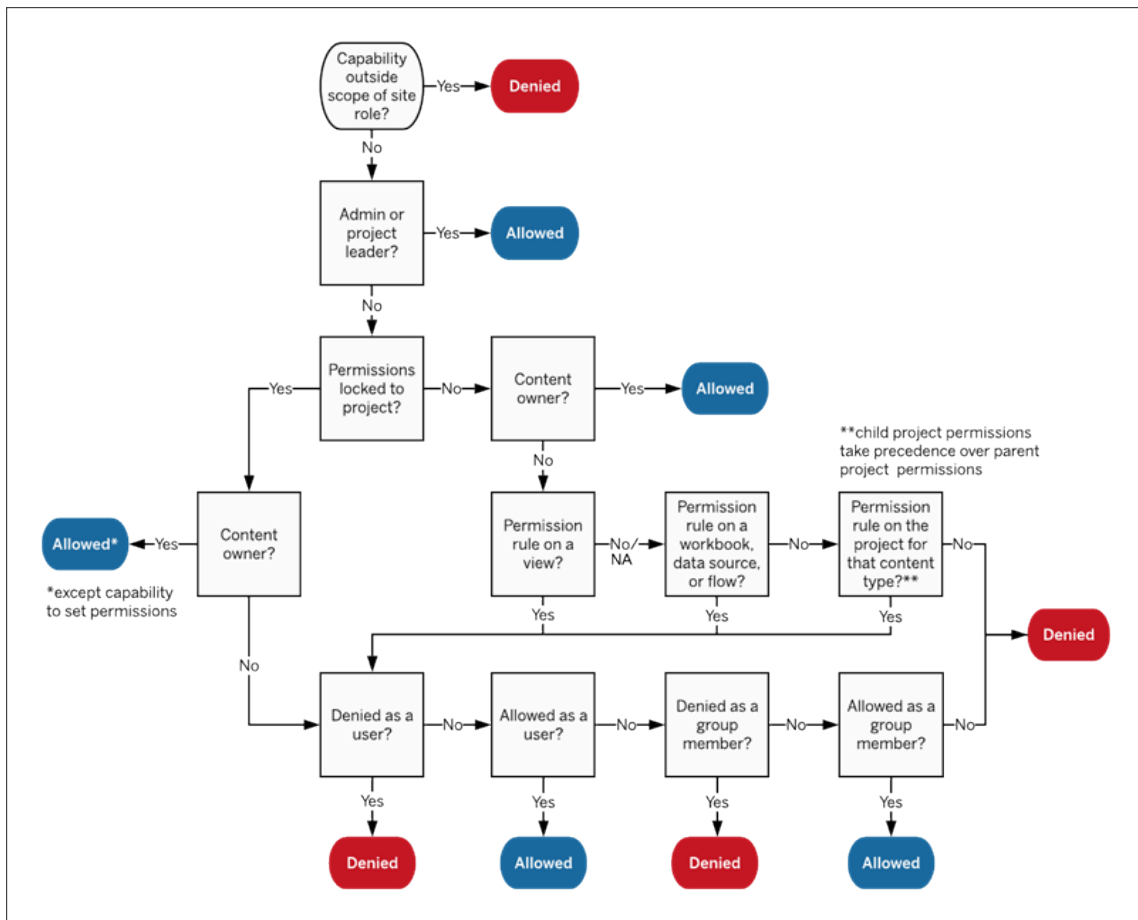 Capability
outside
scope of site
role?
Yes
Denied
No
Admin or
project
leader?
Yes
Allowed
No
Permissions
locked to
project?
Yes
No
Content
owner?
Yes
Allowed
**child project permissions
take precedence over parent
project permissions
No
Content
owner?
Yes
Allowed*
*except capability
to set permissions
No
Permission
rule on a
view?
No/
NA
Permission
rule on a
workbook,
data source,
or flow?
No
Permission
rule on the
project for
that content
type?**
No
Yes
Yes
Yes
Denied
Denied as a
user?
No
Allowed as a
user?
No
Denied as a
group
member?
No
Allowed as a
group
member?
No
Yes
Yes
Yes
Yes
Denied
Allowed
Denied
Allowed